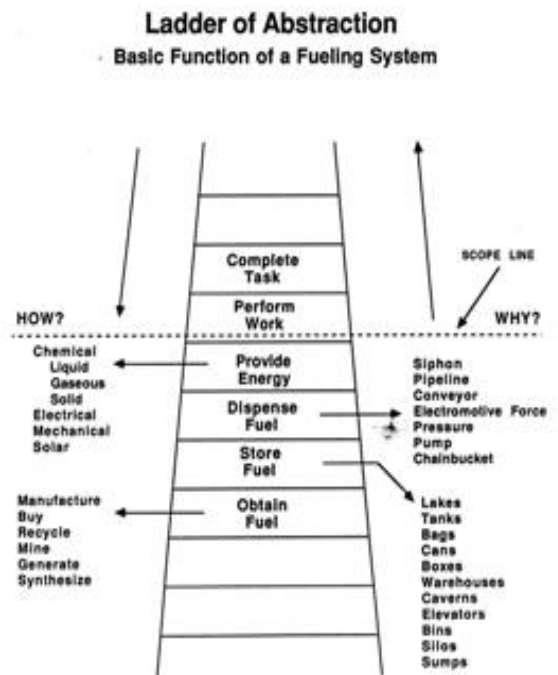 Ladder of Abstraction
Basic Function of a Fueling System
SCOPE LINE
Complete
Task
Perform
Work
HOW?
WHY?
Provide
Energy
Chemical
Liquid
Gaseous
Solid
Electrical
Mechanical
Solar
Dispense
Fuel
Siphon
Pipeline
Conveyor
Electromotive Force
Pressure
Pump
Chainbucket
Store
Fuel
Obtain
Fuel
Manufacture
Buy
Recycle
Mine
Generate
Synthesize
Lakes
Tanks
Bags
Cans
Boxes
Warehouses
Caverns
Elevators
Bins
Silos
Sumps